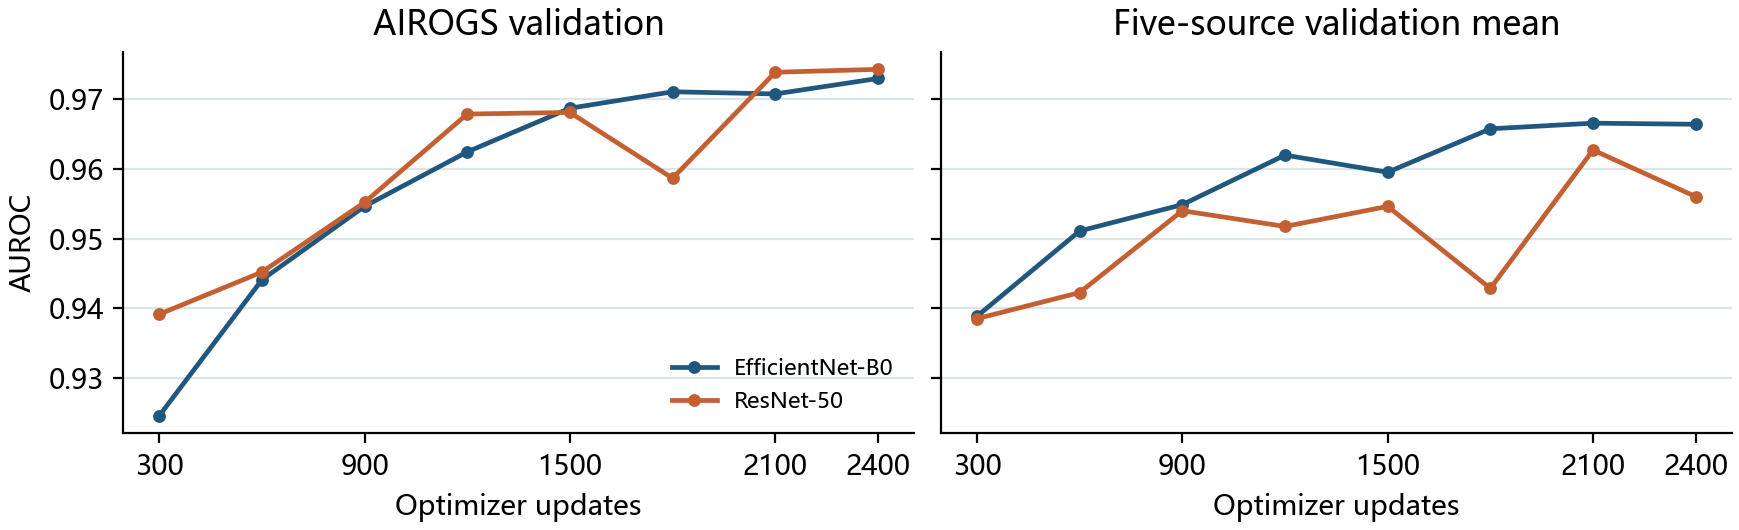 AIROGS validation
Five-source validation mean
AUROC
0.97
0.96
0.95
0.94
0.93
EfficientNet-B0
ResNet-50
300 900 1500 2100 2400
300 900 1500 2100 2400
Optimizer updates
Optimizer updates